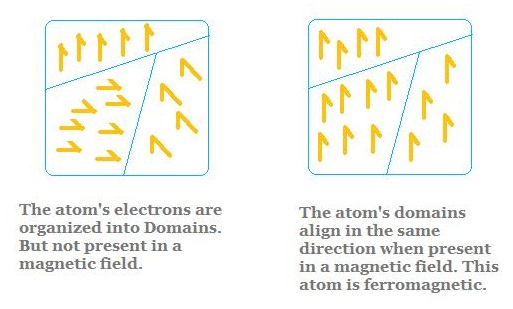 The atom's electrons are
organized into Domains.
But not present in a
magnetic field.
The atom's domains
align in the same
direction when present
in a magnetic field. This
atom is ferromagnetic.